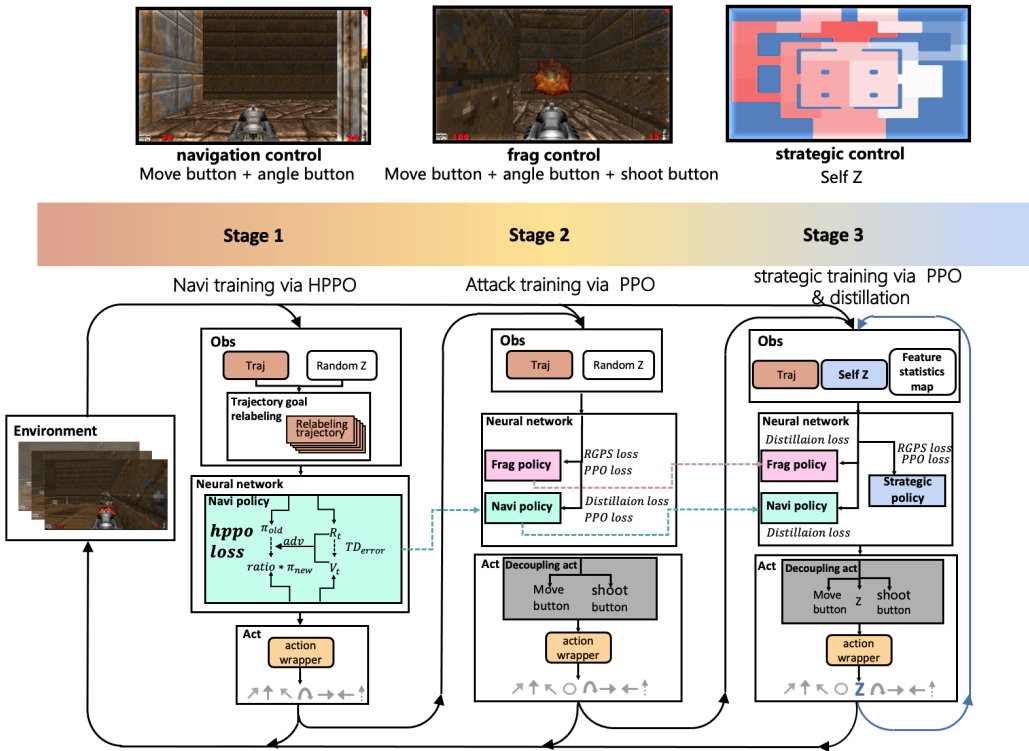 navigation control
Move button + angle button
frag control
Move button + angle button + shoot button
strategic control
Self Z
Stage 1
Stage 2
Stage 3
Navi training via HPPO
Attack training via PPO
strategic training via PPO
& distillation
Environment
Obs
Traj
Random Z
Trajectory goal
relabeling
Relabeling
trajectory
Neural network
Navi policy
hppo
loss
π_old
adv
R_t
TD_error
ratio * π_new
V_t
Act
action
wrapper
Obs
Traj
Random Z
Neural network
Frag policy
RGPS loss
PPO loss
Navi policy
Distillaion loss
PPO loss
Act
Decoupling act
Move
button
shoot
button
action
wrapper
Obs
Traj
Self Z
Feature
statistics
map
Neural network
Distillaion loss
Frag policy
RGPS loss
PPO loss
Strategic
policy
Navi policy
Distillation loss
Act
Decoupling act
Move
button
Z
shoot
button
action
wrapper
Z